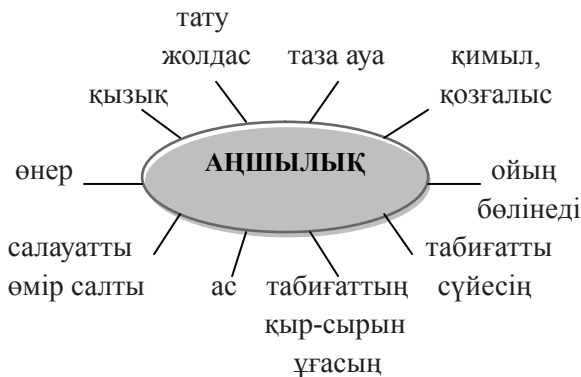 тату
жолдас
таза ауа
қимыл,
қозғалыс
қызық
АҢШЫЛЫҚ
өнер
ойың
бөлінеді
салауатты
өмір салты
ас
табиғаттың
қыр-сырын
ұғасың
табиғатты
сүйесің